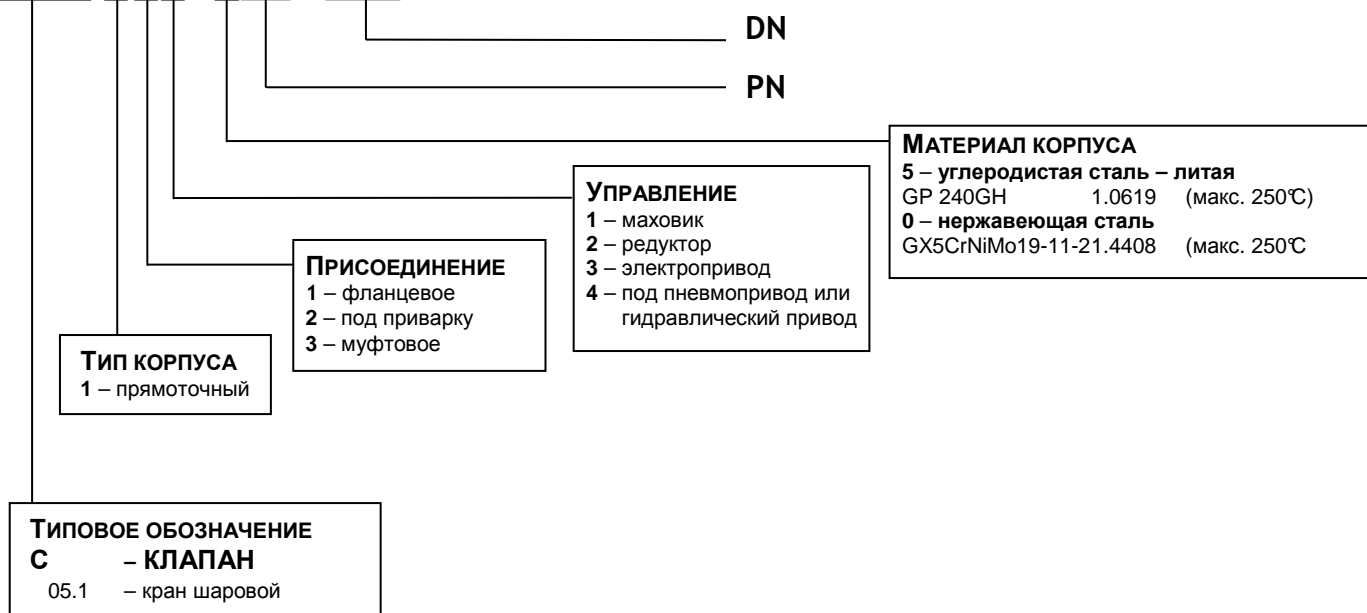 DN
PN
МАТЕРИАЛ КОРПУСА
5 – углеродистая сталь – литая
GP 240GH 1.0619 (макс. 250°C)
0 – нержавеющая сталь
GX5CrNiMo19-11-21.4408 (макс. 250°C
УПРАВЛЕНИЕ
1 – маховик
2 – редуктор
3 – электропривод
4 – под пневмопривод или
гидравлический привод
ПРИСОЕДИНЕНИЕ
1 – фланцевое
2 – под приварку
3 – муфтовое
ТИП КОРПУСА
1 – прямоточный
ТИПОВОЕ ОБОЗНАЧЕНИЕ
С – КЛАПАН
05.1 – кран шаровой